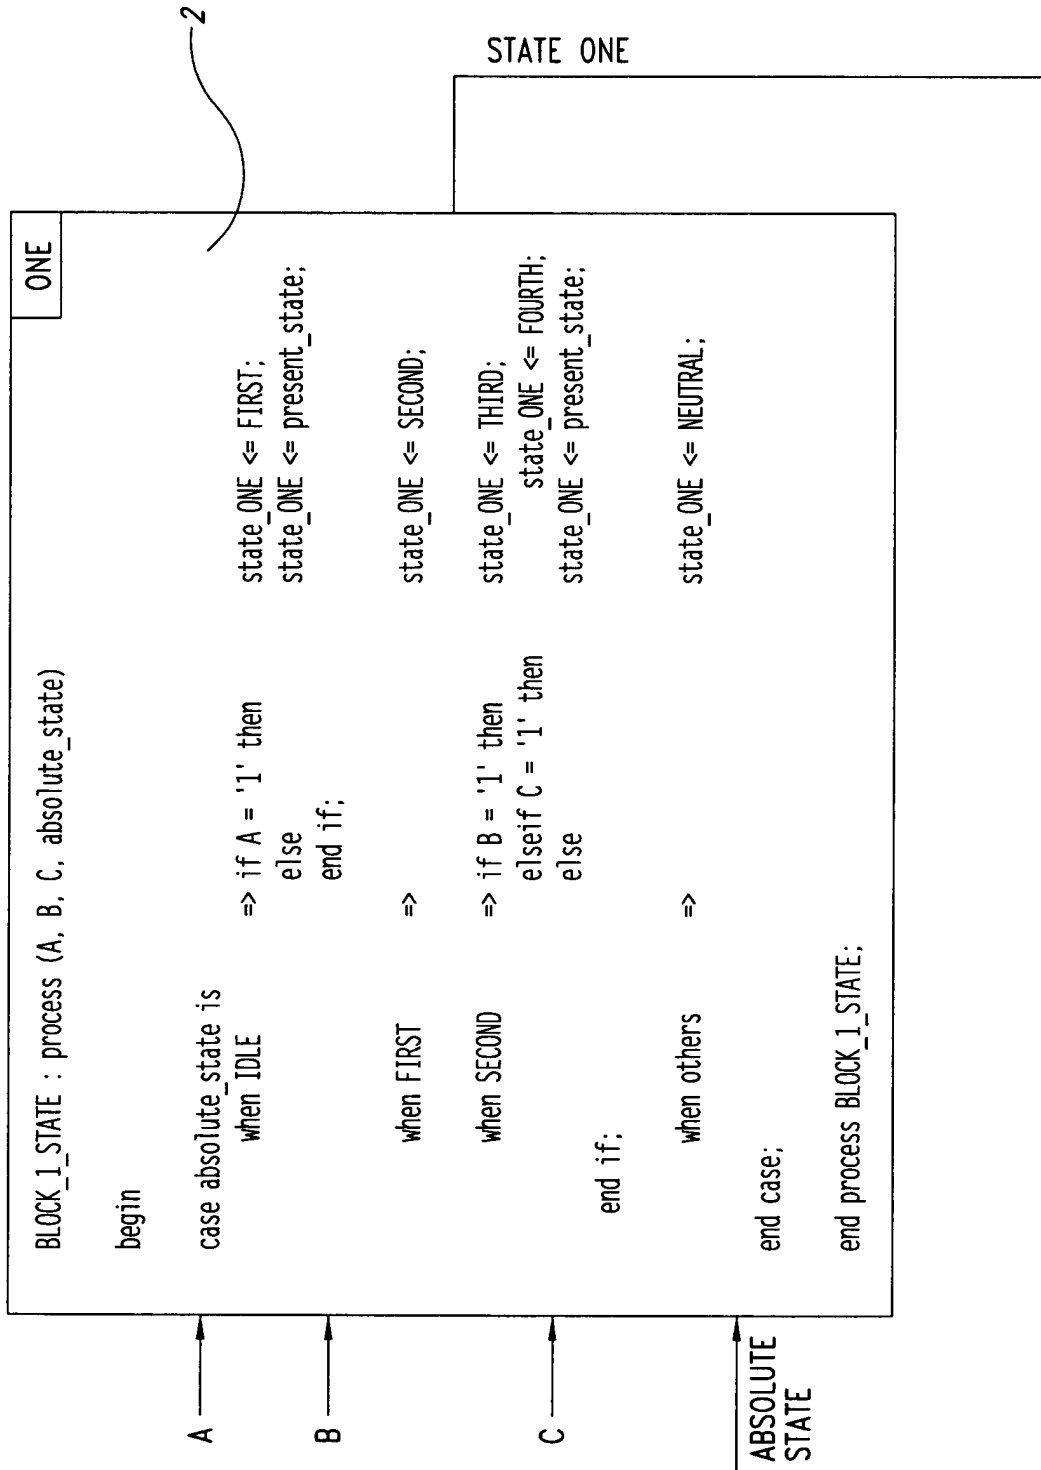 ONE
2
BLOCK_1_STATE : process (A, B, C, absolute_state)
begin
case absolute_state is
when IDLE => if A = '1' then state_ONE <= FIRST;
else state_ONE <= present_state;
end if;
when FIRST => state_ONE <= SECOND;
when SECOND => if B = '1' then state_ONE <= THIRD;
elseif C = '1' then state_ONE <= FOURTH;
else state_ONE <= present_state;
end if;
when others => state_ONE <= NEUTRAL;
end case;
end process BLOCK_1_STATE;
A
B
C
ABSOLUTE
STATE
STATE ONE